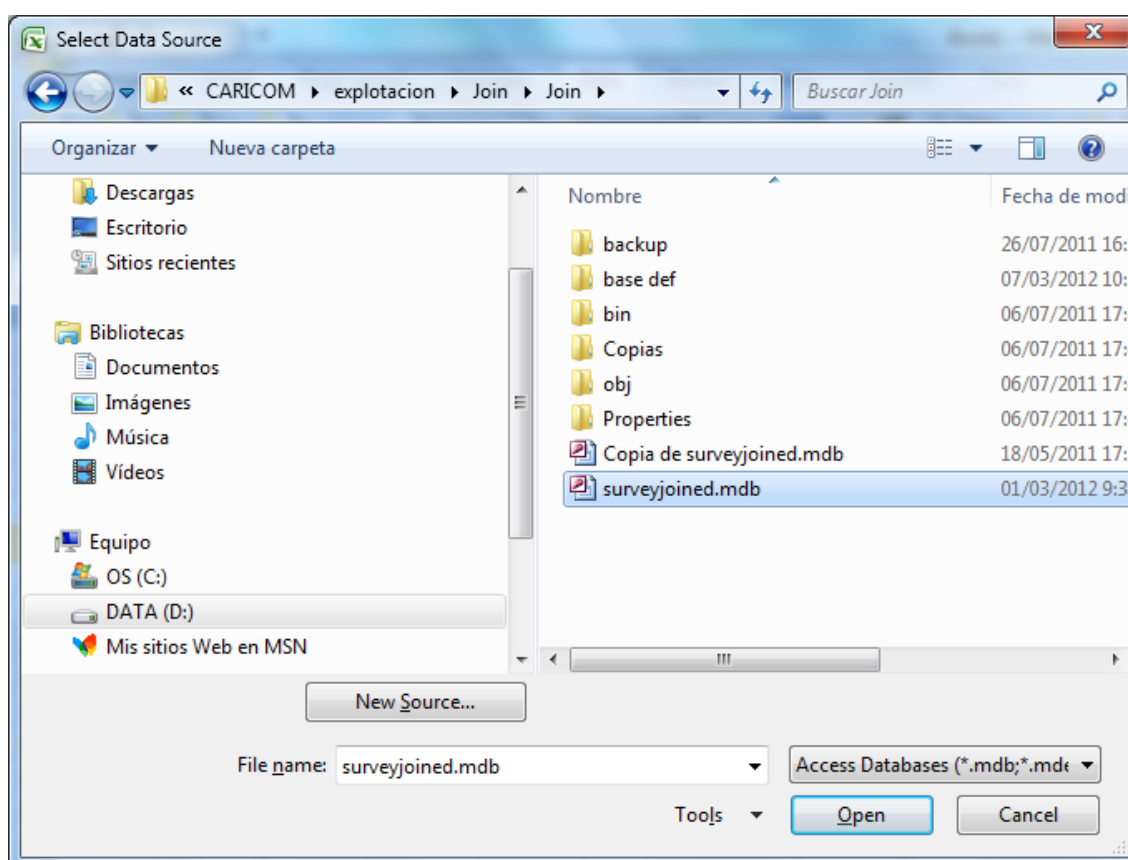 Select Data Source
« CARICOM explotacion Join Join Buscar Join
Organizar Nueva carpeta
Descargas
Escritorio
Sitios recientes
Bibliotecas
Documentos
Imágenes
Música
Vídeos
Equipo
OS (C:)
DATA (D:)
Mis sitios Web en MSN
Nombre Fecha de modi
backup 26/07/2011 16:
base def 07/03/2012 10:
bin 06/07/2011 17:
Copias 06/07/2011 17:
obj 06/07/2011 17:
Properties 06/07/2011 17:
Copia de surveyjoined.mdb 18/05/2011 17:
surveyjoined.mdb 01/03/2012 9:3
New Source...
File name: surveyjoined.mdb Access Databases (*.mdb;*.mde
Tools Open Cancel